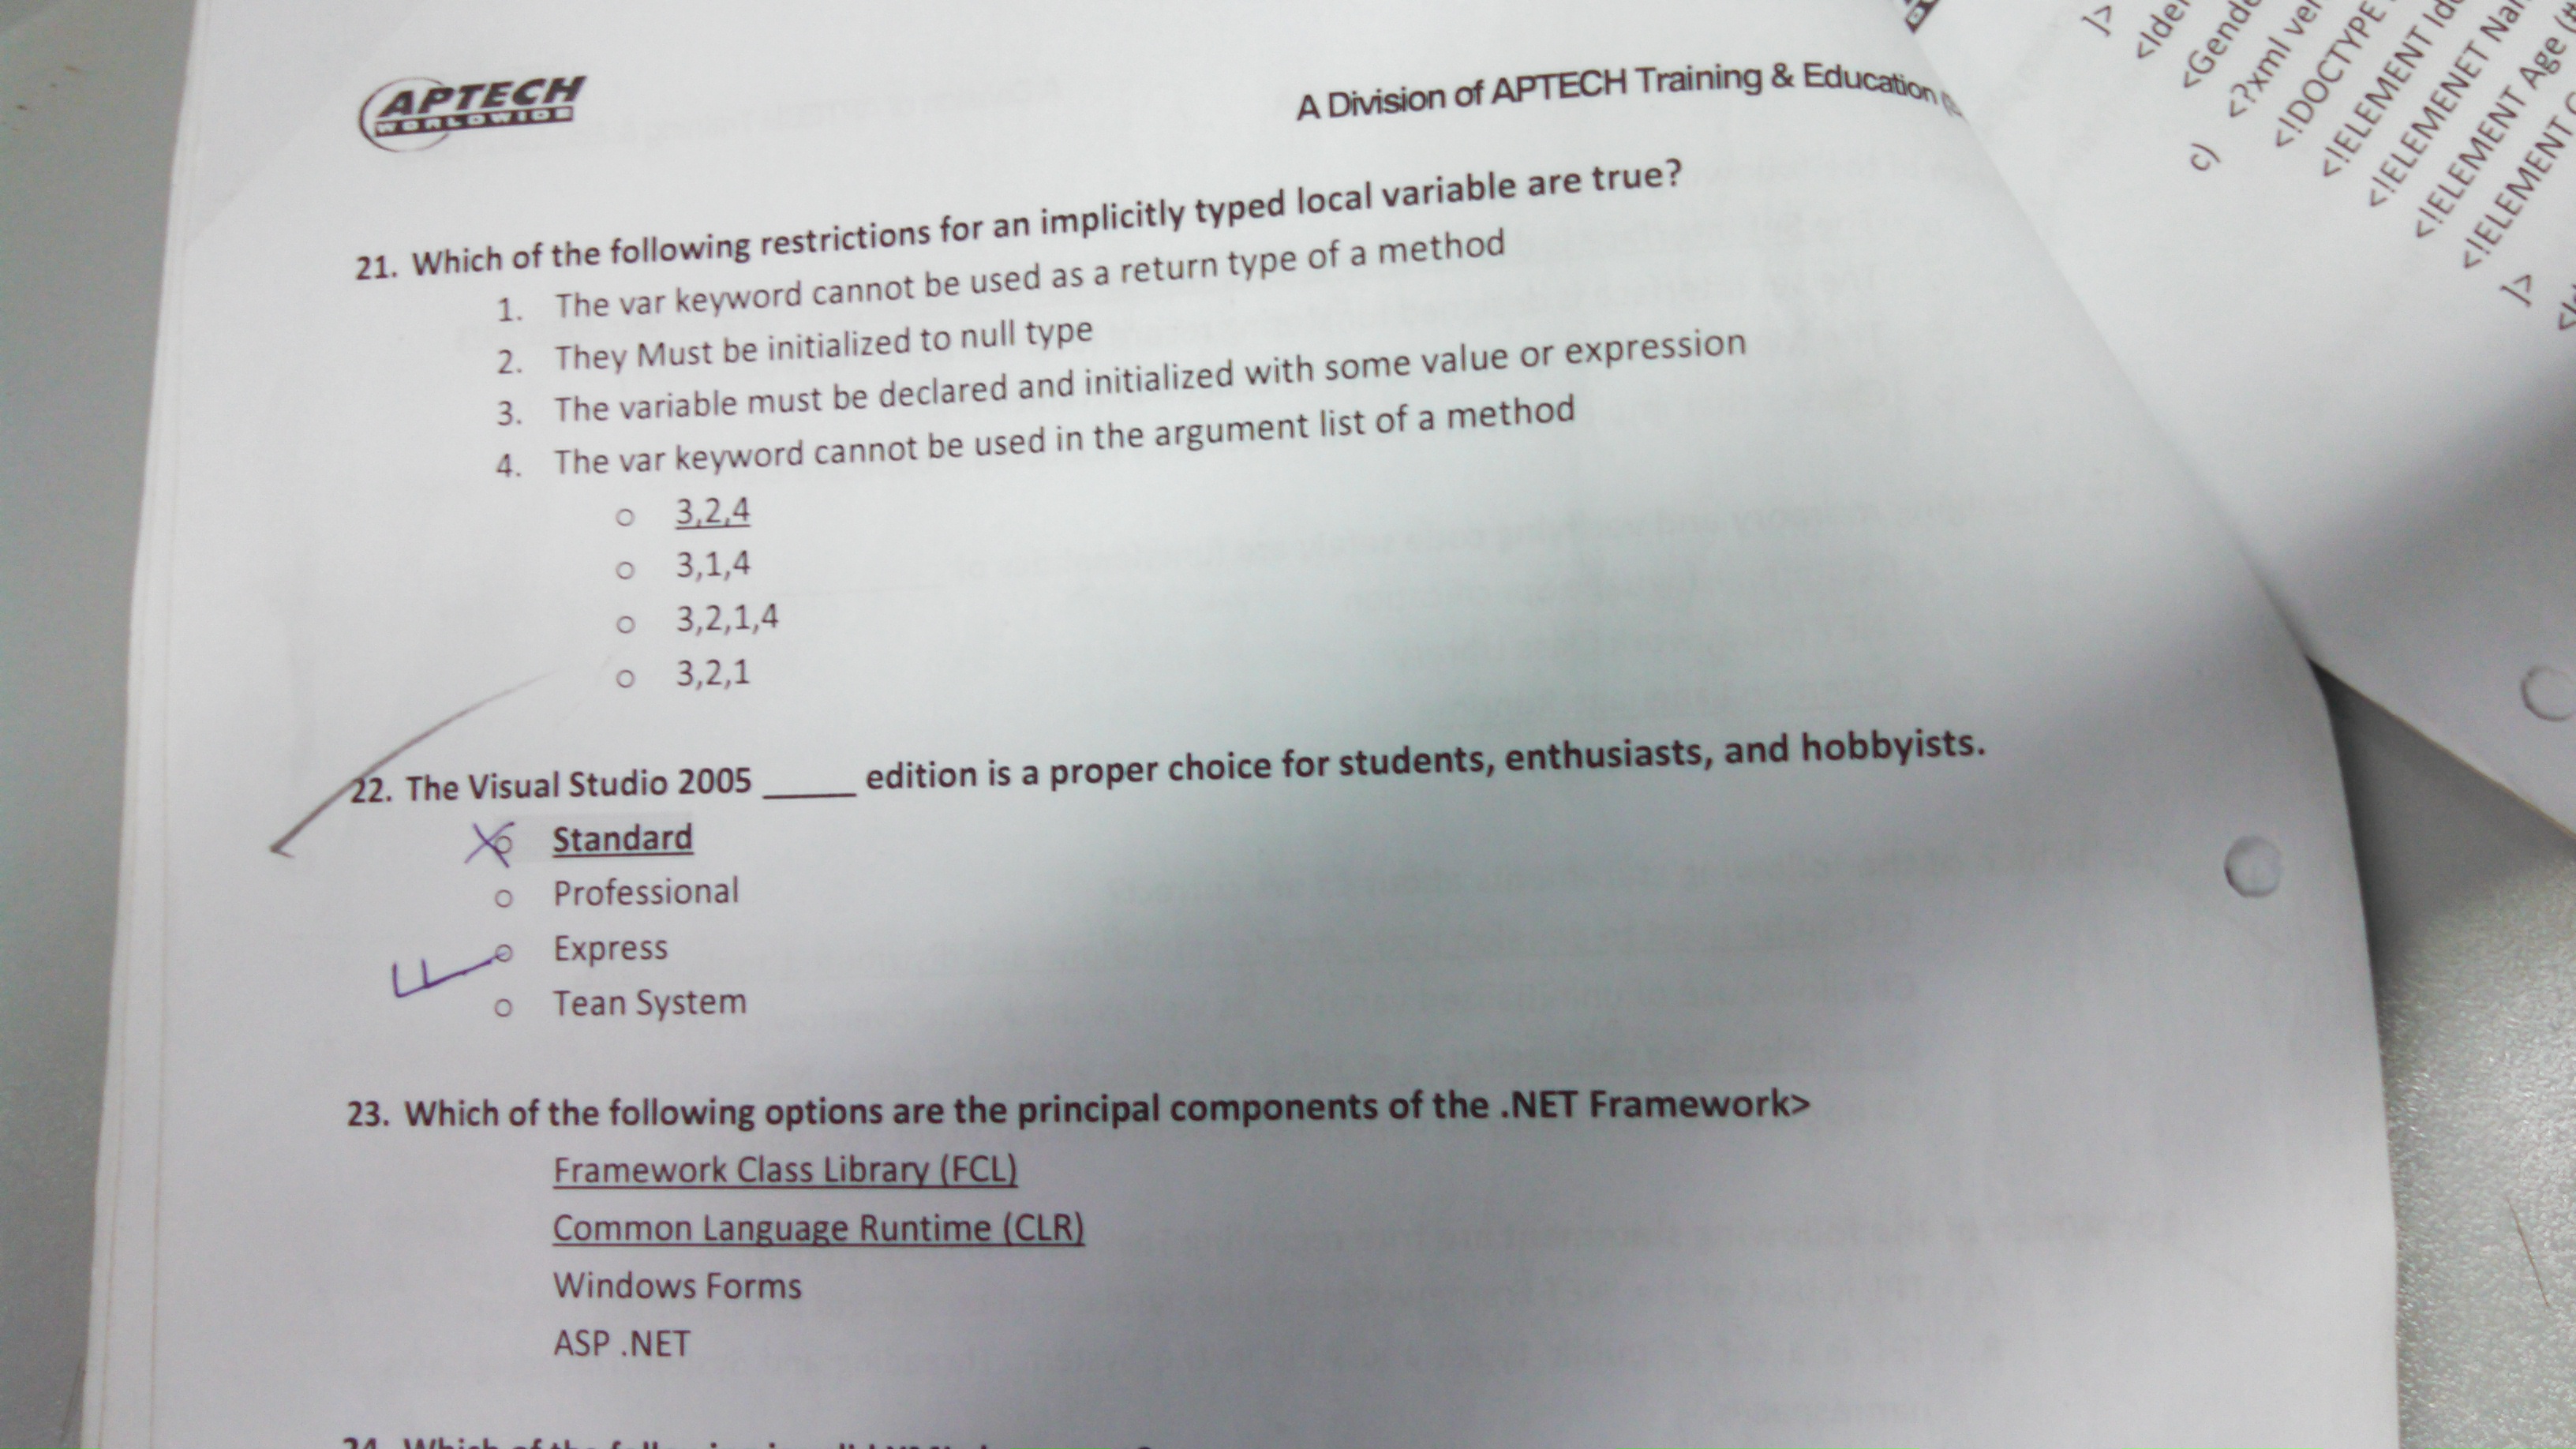 APTECH
WORLDWIDE
A Division of APTECH Training & Education
21. Which of the following restrictions for an implicitly typed local variable are true?
1. The var keyword cannot be used as a return type of a method
2. They Must be initialized to null type
3. The variable must be declared and initialized with some value or expression
4. The var keyword cannot be used in the argument list of a method
○ 3,2,4
○ 3,1,4
○ 3,2,1,4
○ 3,2,1
22. The Visual Studio 2005 _____ edition is a proper choice for students, enthusiasts, and hobbyists.
○ Standard
○ Professional
○ Express
○ Tean System
23. Which of the following options are the principal components of the .NET Framework>
Framework Class Library (FCL)
Common Language Runtime (CLR)
Windows Forms
ASP .NET
]>
c) <?xml
<!DOCTYPE
<!ELEMENT
<!ELEMENET
<!ELEMENT Age
<!ELEMENT
]>